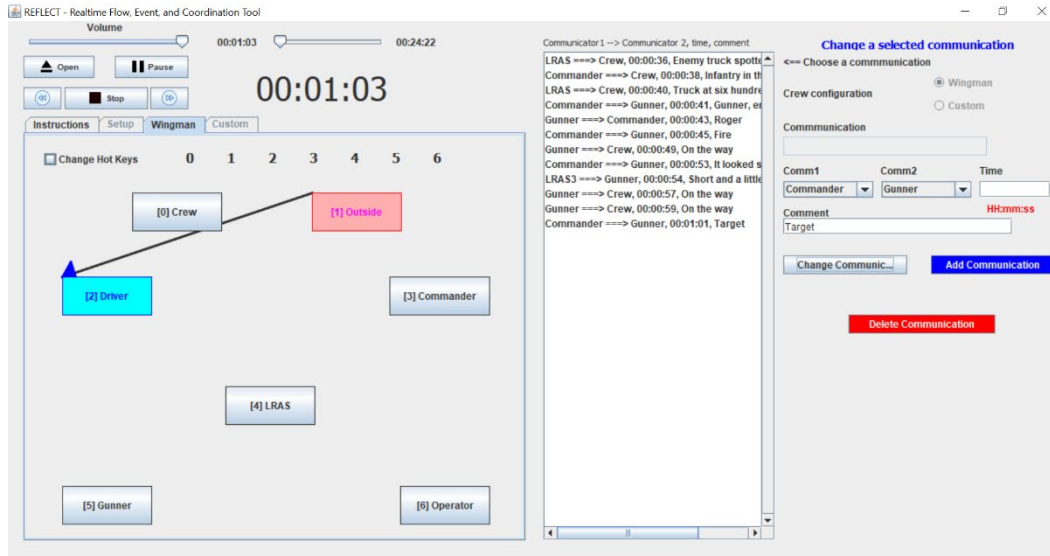 REFLECT - Realtime Flow, Event, and Coordination Tool
Volume
00:01:03 00:24:22
Open Pause
Stop
00:01:03
Instructions Setup Wingman Custom
Change Hot Keys 0 1 2 3 4 5 6
[0] Crew [1] Outside
[2] Driver [3] Commander
[4] LRAS
[5] Gunner [6] Operator
Communicator1 --> Communicator 2, time, comment
LRAS ===> Crew, 00:00:36, Enemy truck spotte
Commander ===> Crew, 00:00:38, Infantry in th
LRAS ===> Crew, 00:00:40, Truck at six hundre
Commander ===> Gunner, 00:00:41, Gunner, en
Gunner ===> Commander, 00:00:43, Roger
Commander ===> Gunner, 00:00:45, Fire
Gunner ===> Crew, 00:00:49, On the way
Commander ===> Gunner, 00:00:53, It looked s
LRAS3 ===> Gunner, 00:00:54, Short and a little
Gunner ===> Crew, 00:00:57, On the way
Gunner ===> Crew, 00:00:59, On the way
Commander ===> Gunner, 00:01:01, Target
Change a selected communication
<== Choose a commmunication
Crew configuration
Wingman
Custom
Commmunication
Comm1 Comm2 Time
Commander Gunner
Comment HH:mm:ss
Target
Change Communic... Add Communication
Delete Communication